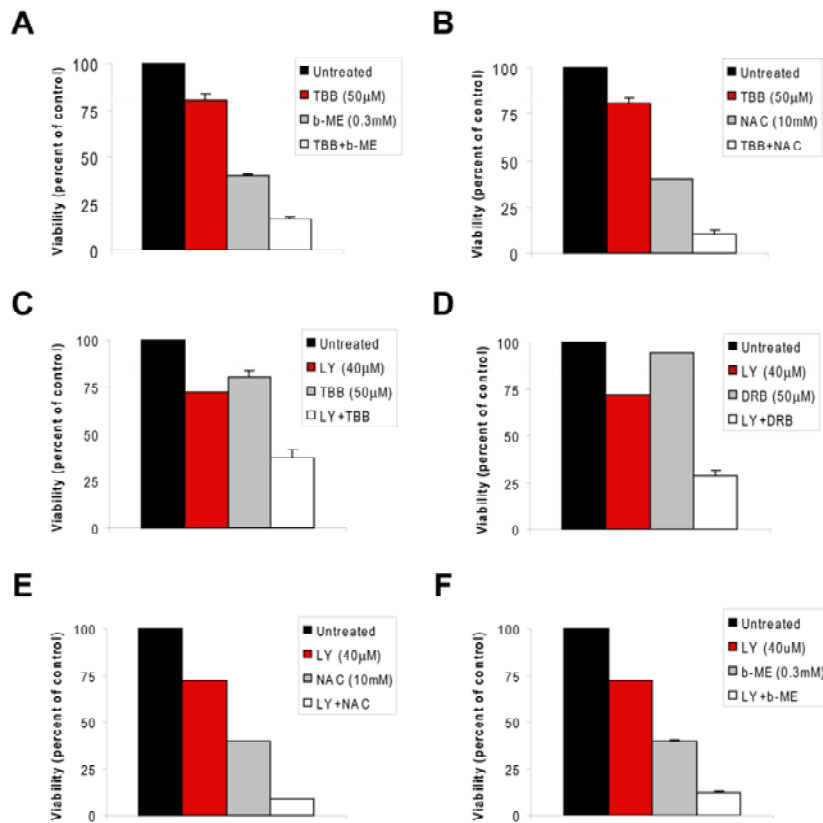 A
Viability (percent of control)
100
75
50
25
0
Untreated
TBB (50µM)
b-ME (0.3mM)
TBB+b-ME
B
Viability (percent of control)
100
75
50
25
0
Untreated
TBB (50µM)
NAC (10mM)
TBB+NAC
C
Viability (percent of control)
100
75
50
25
0
Untreated
LY (40µM)
TBB (50µM)
LY+TBB
D
Viability (percent of control)
100
75
50
25
0
Untreated
LY (40µM)
DRB (50µM)
LY+DRB
E
Viability (percent of control)
100
75
50
25
0
Untreated
LY (40µM)
NAC (10mM)
LY+NAC
F
Viability (percent of control)
100
75
50
25
0
Untreated
LY (40uM)
b-ME (0.3mM)
LY+b-ME